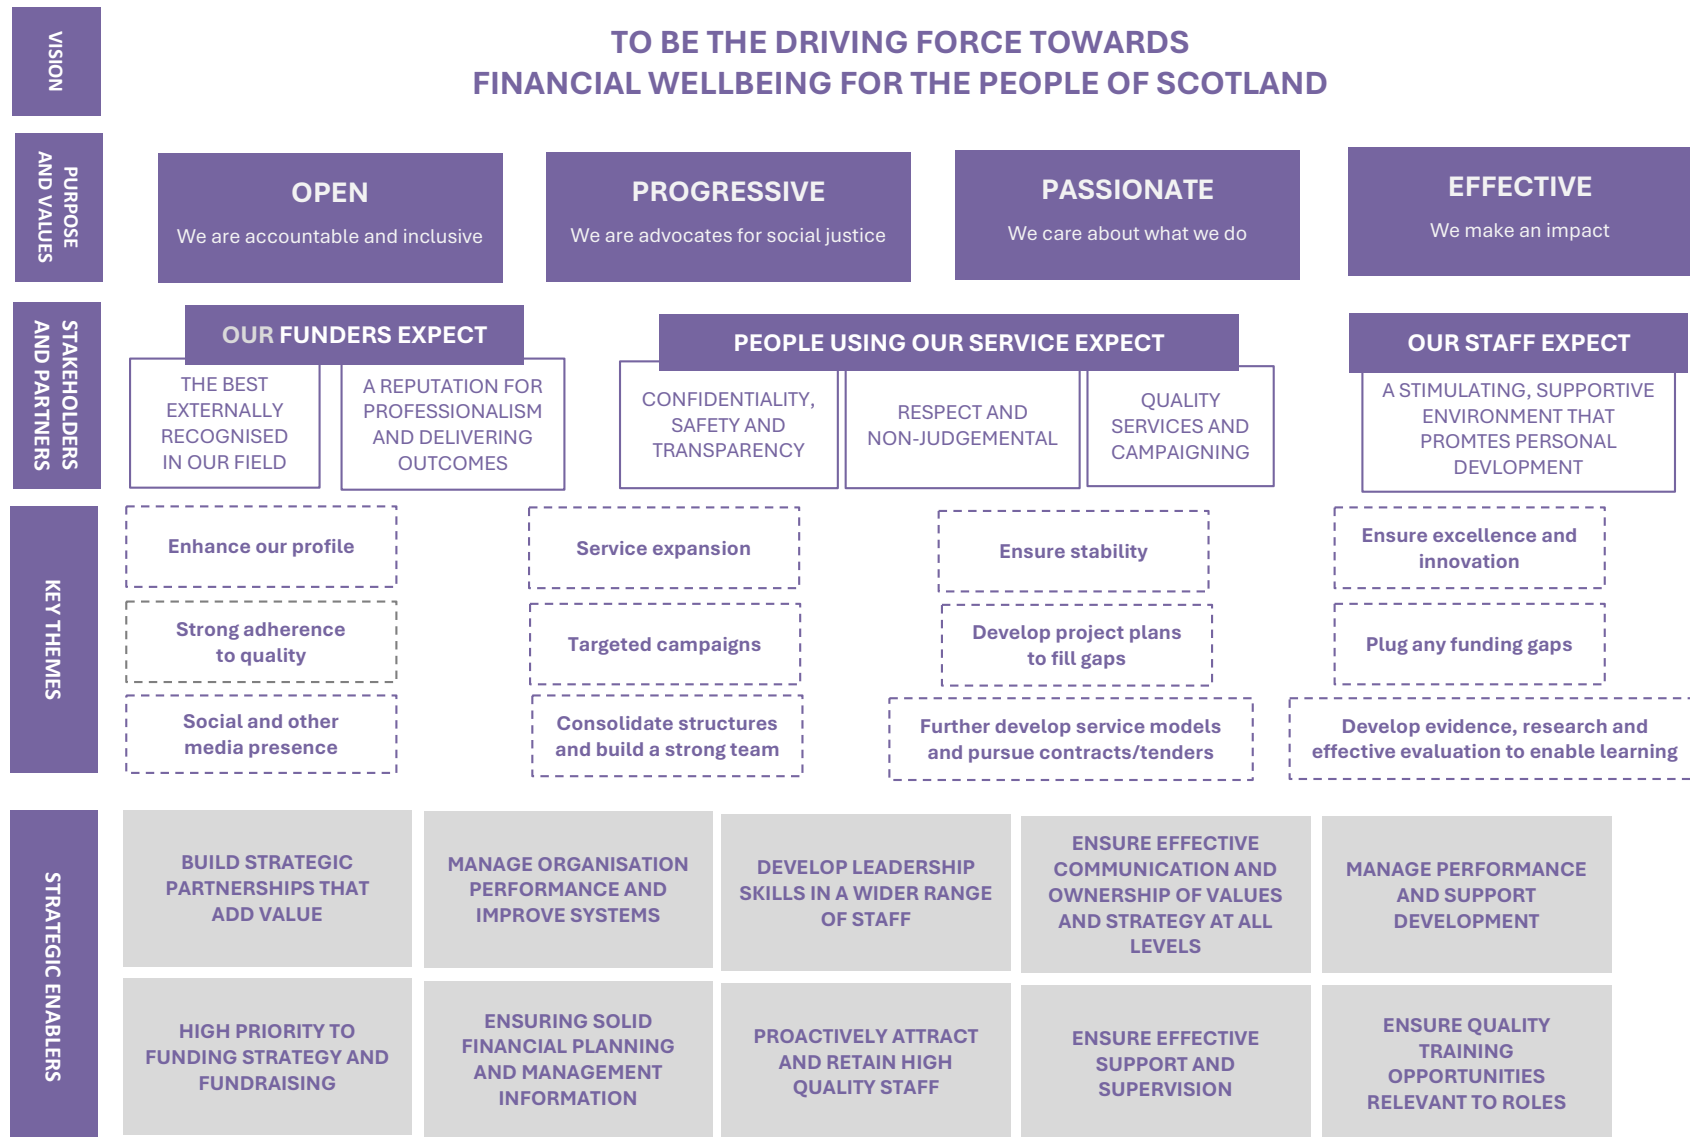 VISION
TO BE THE DRIVING FORCE TOWARDS
FINANCIAL WELLBEING FOR THE PEOPLE OF SCOTLAND
PURPOSE
AND VALUES
OPEN
We are accountable and inclusive
PROGRESSIVE
We are advocates for social justice
PASSIONATE
We care about what we do
EFFECTIVE
We make an impact
STAKEHOLDERS
AND PARTNERS
OUR FUNDERS EXPECT
THE BEST
EXTERNALLY
RECOGNISED
IN OUR FIELD
A REPUTATION FOR
PROFESSIONALISM
AND DELIVERING
OUTCOMES
PEOPLE USING OUR SERVICE EXPECT
CONFIDENTIALITY,
SAFETY AND
TRANSPARENCY
RESPECT AND
NON-JUDGEMENTAL
QUALITY
SERVICES AND
CAMPAIGNING
OUR STAFF EXPECT
A STIMULATING, SUPPORTIVE
ENVIRONMENT THAT
PROMTES PERSONAL
DEVLOPMENT
KEY THEMES
Enhance our profile
Service expansion
Ensure stability
Ensure excellence and
innovation
Strong adherence
to quality
Targeted campaigns
Develop project plans
to fill gaps
Plug any funding gaps
Social and other
media presence
Consolidate structures
and build a strong team
Further develop service models
and pursue contracts/tenders
Develop evidence, research and
effective evaluation to enable learning
STRATEGIC ENABLERS
BUILD STRATEGIC
PARTNERSHIPS THAT
ADD VALUE
MANAGE ORGANISATION
PERFORMANCE AND
IMPROVE SYSTEMS
DEVELOP LEADERSHIP
SKILLS IN A WIDER RANGE
OF STAFF
ENSURE EFFECTIVE
COMMUNICATION AND
OWNERSHIP OF VALUES
AND STRATEGY AT ALL
LEVELS
MANAGE PERFORMANCE
AND SUPPORT
DEVELOPMENT
HIGH PRIORITY TO
FUNDING STRATEGY AND
FUNDRAISING
ENSURING SOLID
FINANCIAL PLANNING
AND MANAGEMENT
INFORMATION
PROACTIVELY ATTRACT
AND RETAIN HIGH
QUALITY STAFF
ENSURE EFFECTIVE
SUPPORT AND
SUPERVISION
ENSURE QUALITY
TRAINING
OPPORTUNITIES
RELEVANT TO ROLES